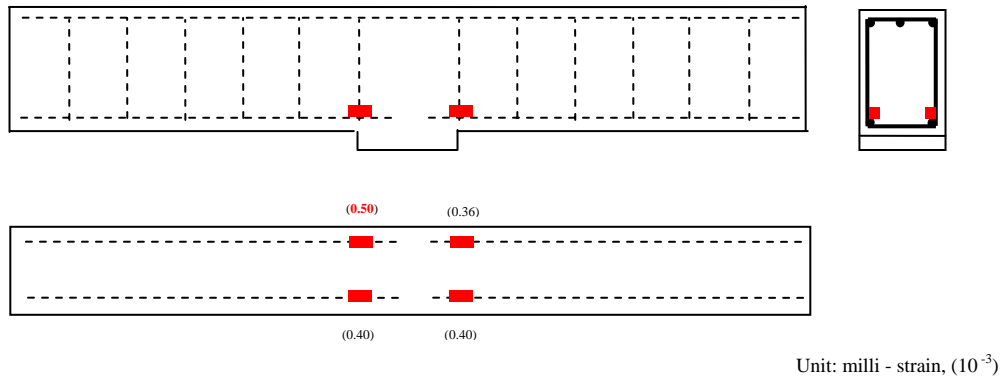 (0.50) (0.36)
(0.40) (0.40)
Unit: milli - strain, (10⁻³)